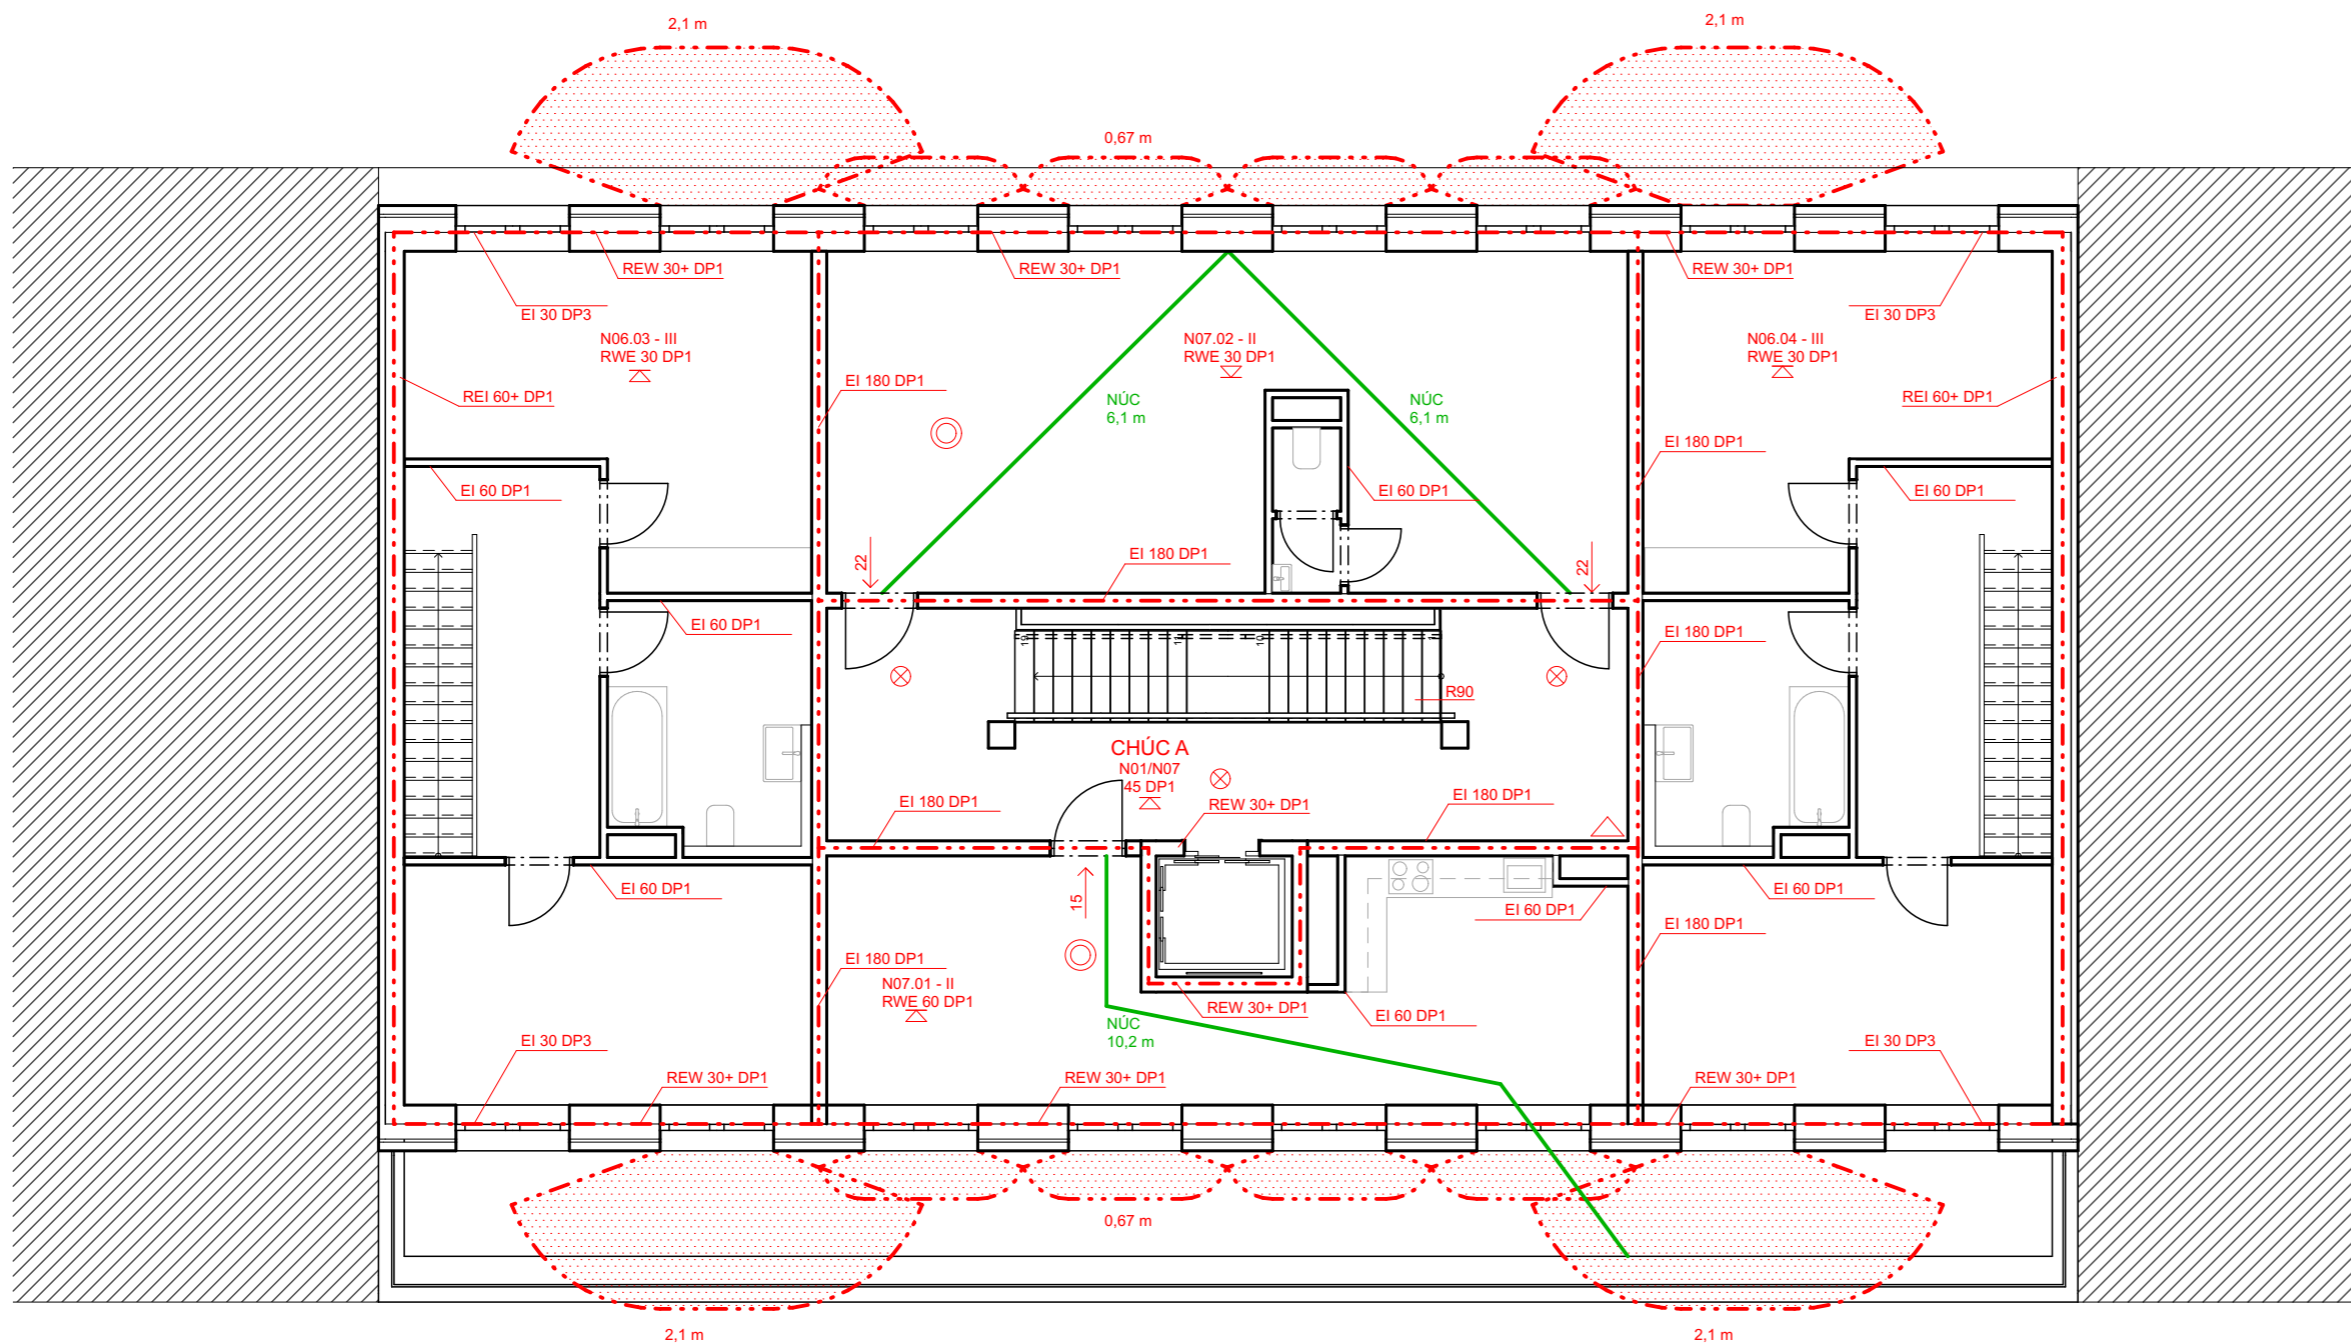 2,1 m
2,1 m
0,67 m
REW 30+ DP1
REW 30+ DP1
REW 30+ DP1
EI 30 DP3
EI 30 DP3
N06.03 - III
RWE 30 DP1
N07.02 - II
RWE 30 DP1
N06.04 - III
RWE 30 DP1
EI 180 DP1
REI 60+ DP1
NÚC
6,1 m
NÚC
6,1 m
REI 60+ DP1
EI 180 DP1
EI 60 DP1
EI 60 DP1
EI 60 DP1
22
EI 180 DP1
22
EI 60 DP1
EI 180 DP1
R90
CHÚC A
N01/N07
45 DP1
EI 180 DP1
REW 30+ DP1
EI 180 DP1
EI 60 DP1
15
EI 60 DP1
EI 60 DP1
EI 180 DP1
EI 180 DP1
N07.01 - II
RWE 60 DP1
REW 30+ DP1
EI 60 DP1
NÚC
10,2 m
EI 30 DP3
EI 30 DP3
REW 30+ DP1
REW 30+ DP1
REW 30+ DP1
0,67 m
2,1 m
2,1 m